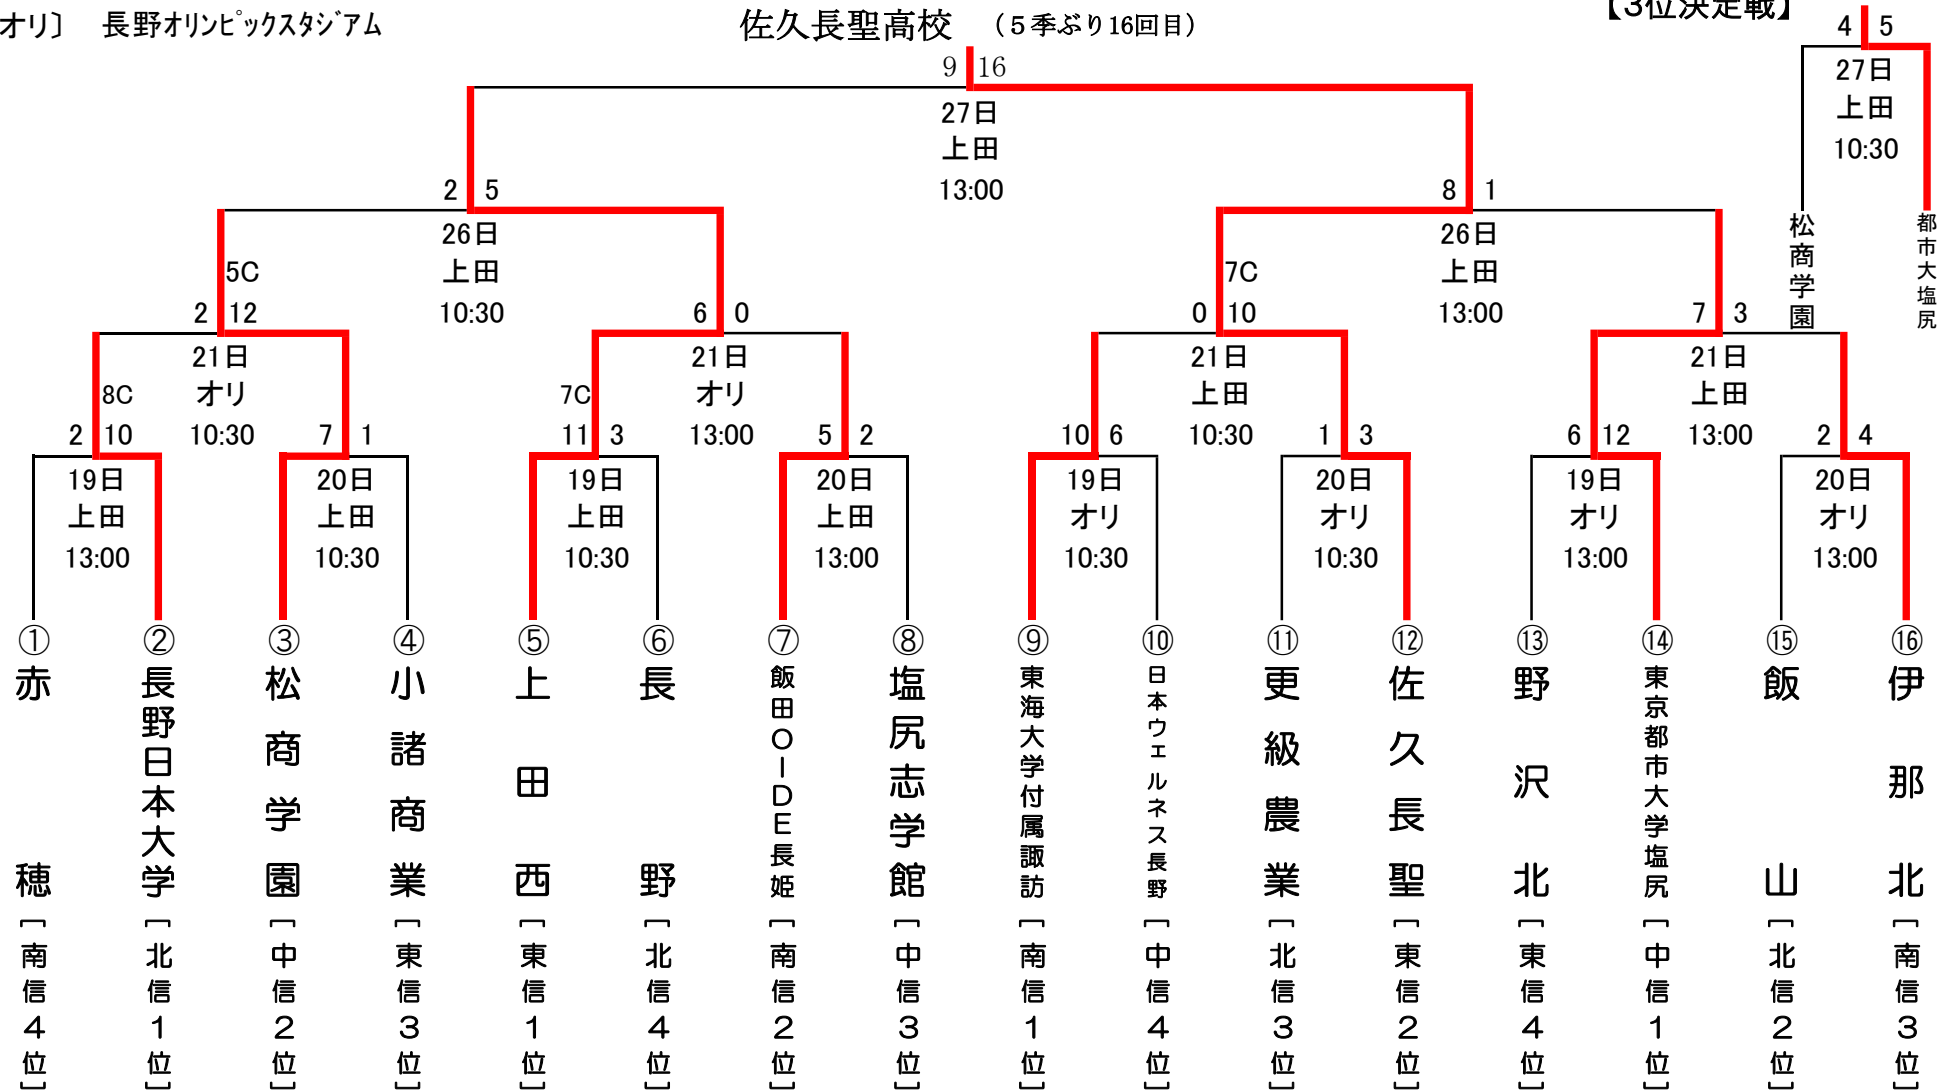 オリ〕　長野オリンピックスタジアム
佐久長聖高校　（５季ぶり16回目）
【3位決定戦】
4 5
27日
上田
10:30
松商学園
都市大塩尻
9 16
27日
上田
13:00
2 5
26日
上田
10:30
8 1
26日
上田
13:00
5C
2 12
21日
オリ
10:30
6 0
21日
オリ
13:00
7C
0 10
21日
上田
10:30
7 3
21日
上田
13:00
8C
2 10
19日
上田
13:00
7 1
20日
上田
10:30
7C
11 3
19日
上田
10:30
5 2
20日
上田
13:00
10 6
19日
オリ
10:30
1 3
20日
オリ
10:30
6 12
19日
オリ
13:00
2 4
20日
オリ
13:00
①赤穂［南信４位］
②長野日本大学［北信１位］
③松商学園［中信２位］
④小諸商業［東信３位］
⑤上田西［東信１位］
⑥長野［北信４位］
⑦飯田ＯＩＤＥ長姫［南信２位］
⑧塩尻志学館［中信３位］
⑨東海大学付属諏訪［南信１位］
⑩日本ウェルネス長野［中信４位］
⑪更級農業［北信３位］
⑫佐久長聖［東信２位］
⑬野沢北［東信４位］
⑭東京都市大学塩尻［中信１位］
⑮飯山［北信２位］
⑯伊那北［南信３位］